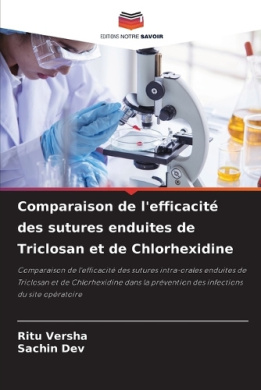 EDITIONS NOTRE SAVOIR
Comparaison de l'efficacité
des sutures enduites de
Triclosan et de Chlorhexidine
Comparaison de l'efficacité des sutures intra-orales enduites de
Triclosan et de Chlorhexidine dans la prévention des infections
du site opératoire
Ritu Versha
Sachin Dev